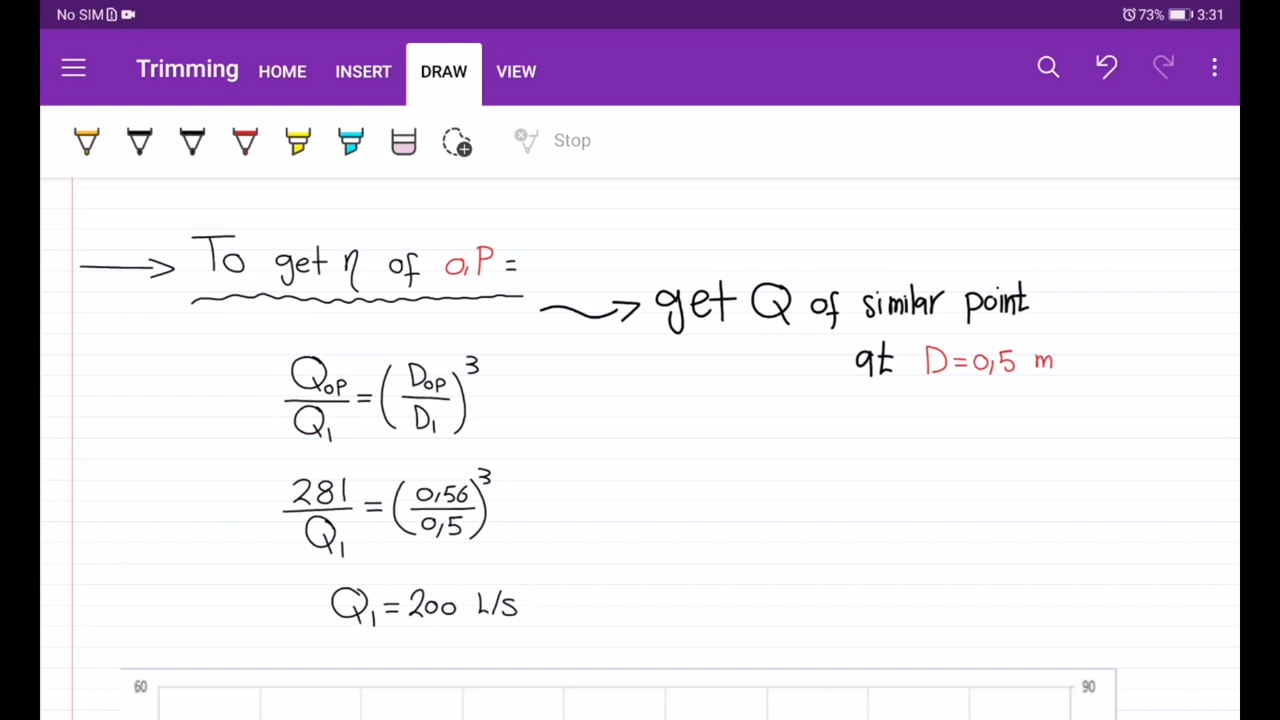 No SIM 73% 3:31
Trimming HOME INSERT DRAW VIEW
Stop
To get η of O,P =
get Q of similar point
at D=0,5 m
Q_OP/Q_1 = (D_OP/D_1)^3
281/Q_1 = (0,56/0,5)^3
Q_1 = 200 L/s
60 90